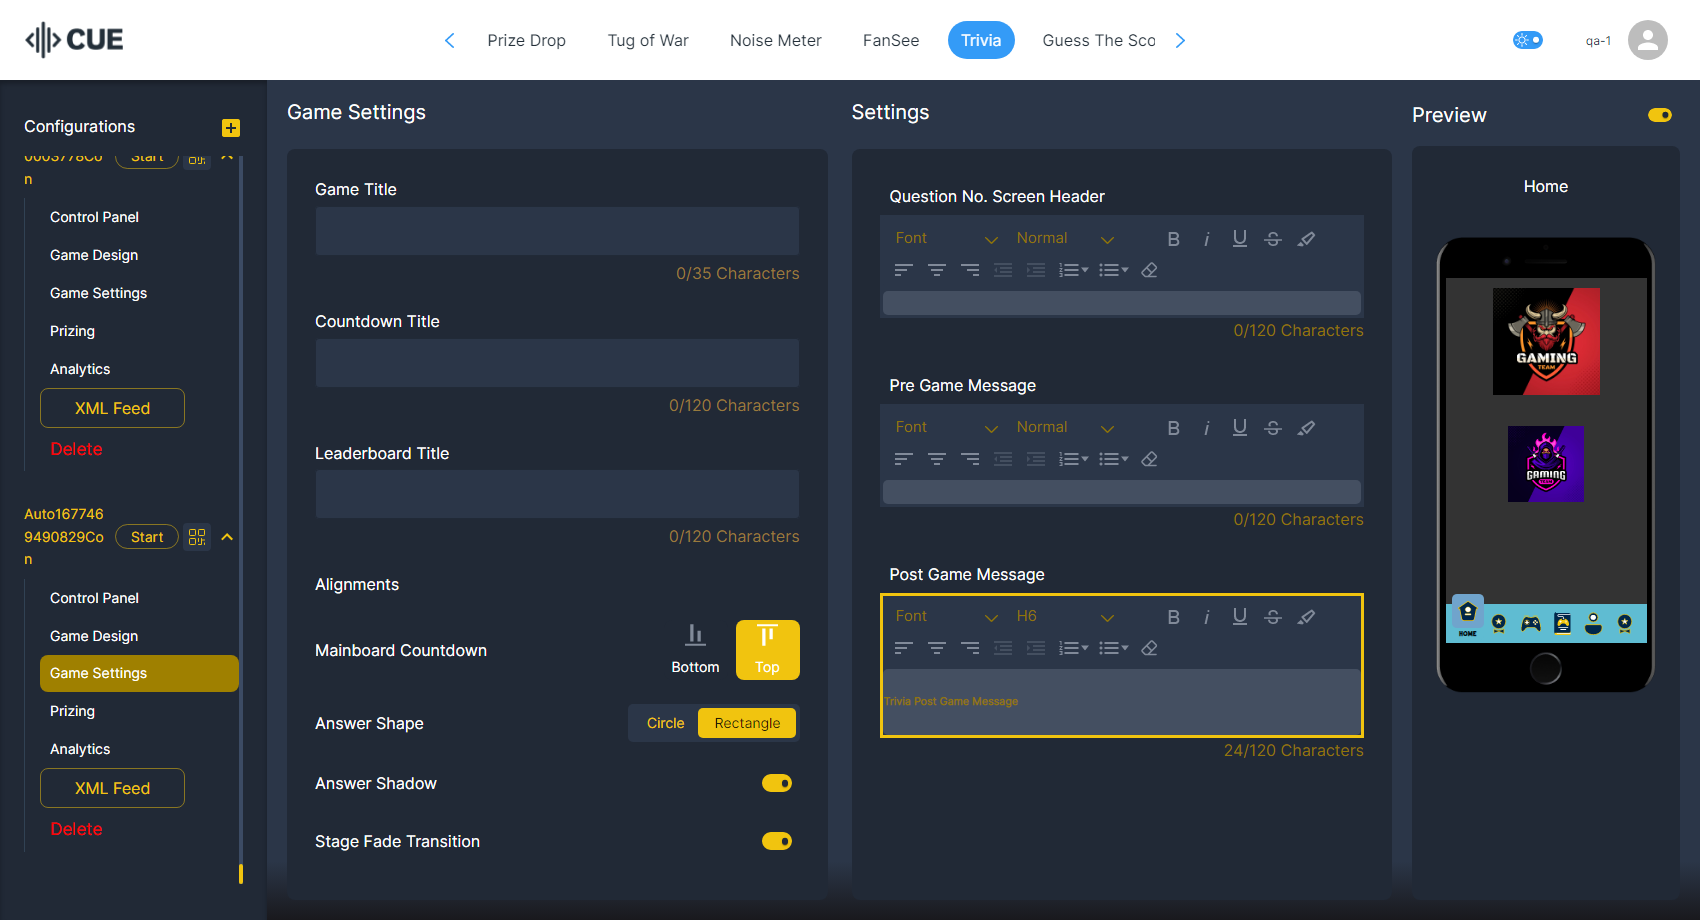 CUE
Prize Drop
Tug of War
Noise Meter
FanSee
Trivia
Guess The Sco
qa-1
Configurations
0003778Co
n
Start
Control Panel
Game Design
Game Settings
Prizing
Analytics
XML Feed
Delete
Auto167746
9490829Co
n
Start
Control Panel
Game Design
Game Settings
Prizing
Analytics
XML Feed
Delete
Game Settings
Game Title
0/35 Characters
Countdown Title
0/120 Characters
Leaderboard Title
0/120 Characters
Alignments
Mainboard Countdown
Bottom
Top
Answer Shape
Circle
Rectangle
Answer Shadow
Stage Fade Transition
Settings
Question No. Screen Header
Font
Normal
0/120 Characters
Pre Game Message
Font
Normal
0/120 Characters
Post Game Message
Font
H6
Trivia Post Game Message
24/120 Characters
Preview
Home
GAMING
TEAM
GAMING
TEAM
HOME